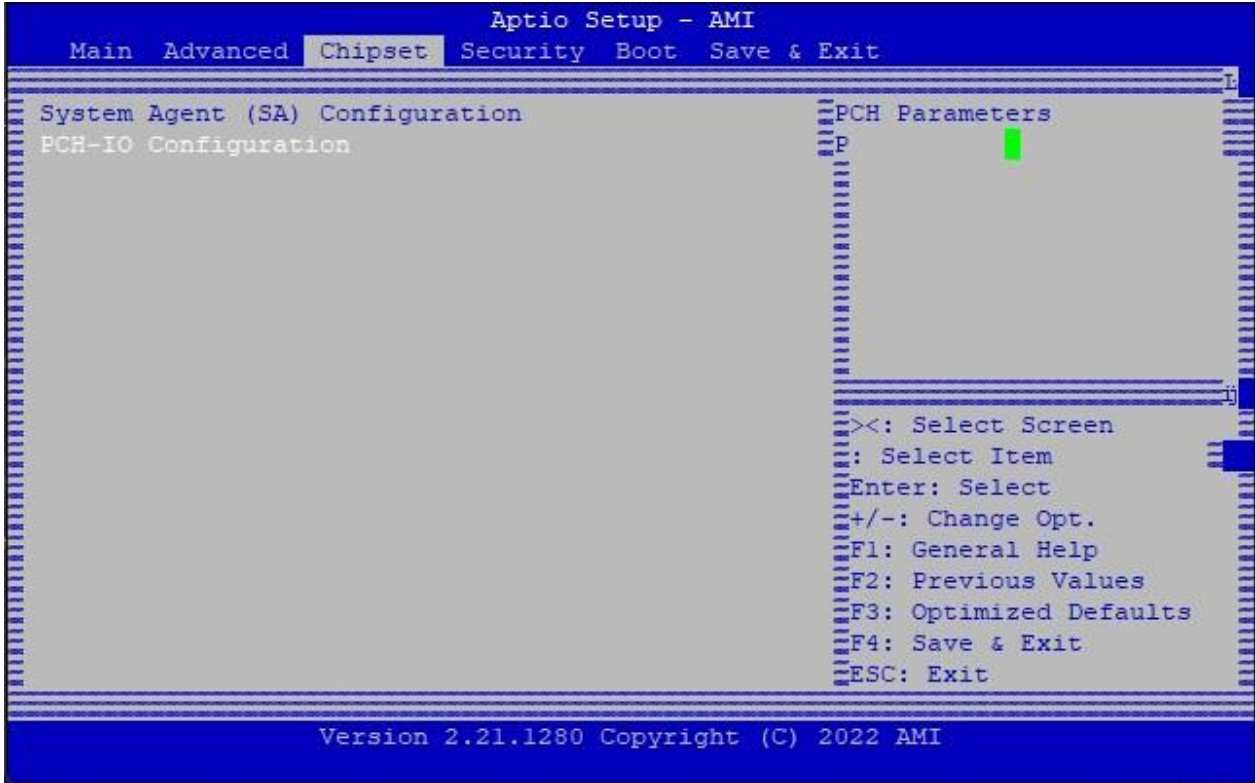 Aptio Setup - AMI
Main Advanced Chipset Security Boot Save & Exit
System Agent (SA) Configuration
PCH-IO Configuration
PCH Parameters
P
><: Select Screen
: Select Item
Enter: Select
+/-: Change Opt.
F1: General Help
F2: Previous Values
F3: Optimized Defaults
F4: Save & Exit
ESC: Exit
Version 2.21.1280 Copyright (C) 2022 AMI